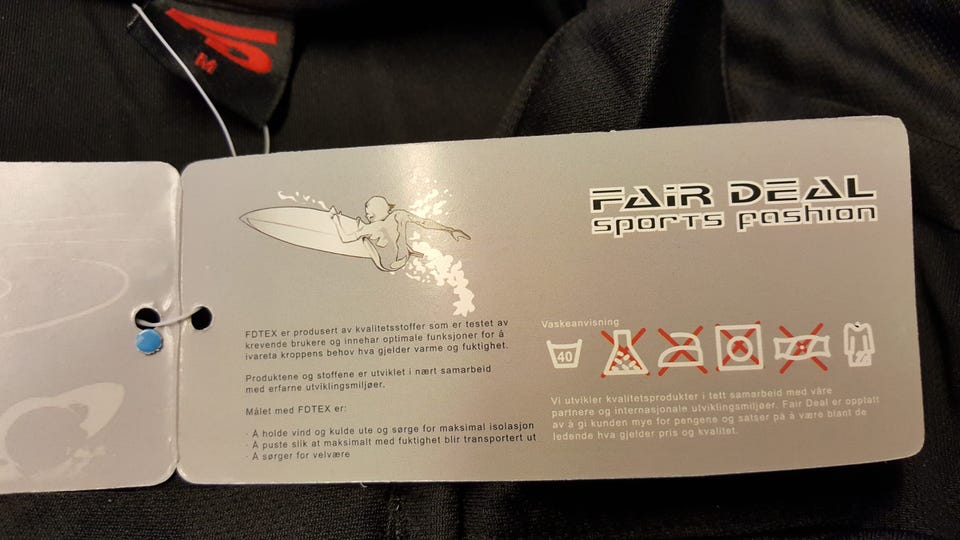 M
FAIR DEAL
sports fashion
FDTEX er produsert av kvalitetsstoffer som er testet av
krevende brukere og innehar optimale funksjoner for å
ivareta kroppens behov hva gjelder varme og fuktighet.
Produktene og stoffene er utviklet i nært samarbeid
med erfarne utviklingsmiljøer.
Målet med FDTEX er:
· Å holde vind og kulde ute og sørge for maksimal isolasjon
· Å puste slik at maksimalt med fuktighet blir transportert ut
· Å sørger for velvære
Vaskeanvisning
40
Vi utvikler kvalitetsprodukter i tett samarbeid med våre
partnere og internasjonale utviklingsmiljøer. Fair Deal er opptatt
av å gi kunden mye for pengene og satser på å være blant de
ledende hva gjelder pris og kvalitet.